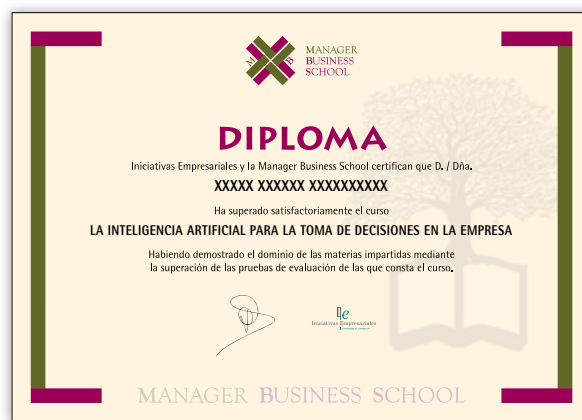 M B
MANAGER
BUSINESS
SCHOOL
DIPLOMA
Iniciativas Empresariales y la Manager Business School certifican que D. / Dña.
XXXXX XXXXXX XXXXXXXXXX
Ha superado satisfactoriamente el curso
LA INTELIGENCIA ARTIFICIAL PARA LA TOMA DE DECISIONES EN LA EMPRESA
Habiendo demostrado el dominio de las materias impartidas mediante
la superación de las pruebas de evaluación de las que consta el curso.
Iniciativas Empresariales
MANAGER BUSINESS SCHOOL